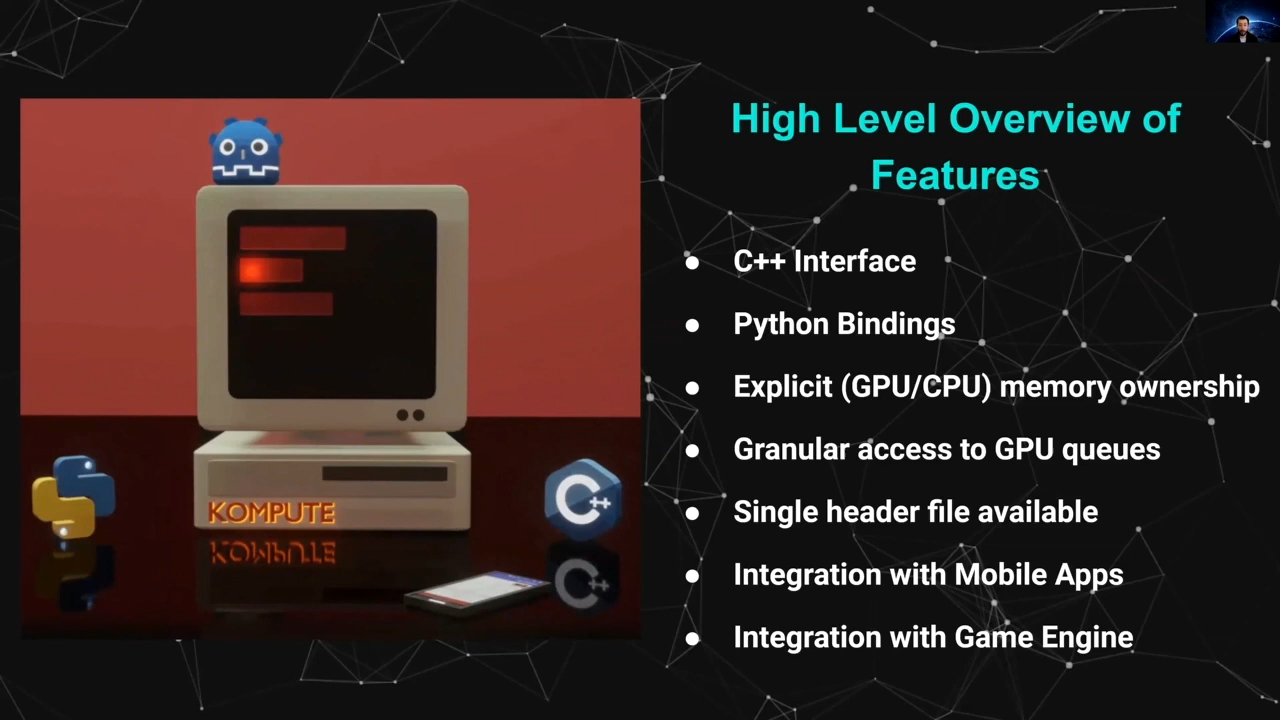 High Level Overview of
Features
● C++ Interface
● Python Bindings
● Explicit (GPU/CPU) memory ownership
● Granular access to GPU queues
● Single header file available
● Integration with Mobile Apps
● Integration with Game Engine
KOMPUTE
C++